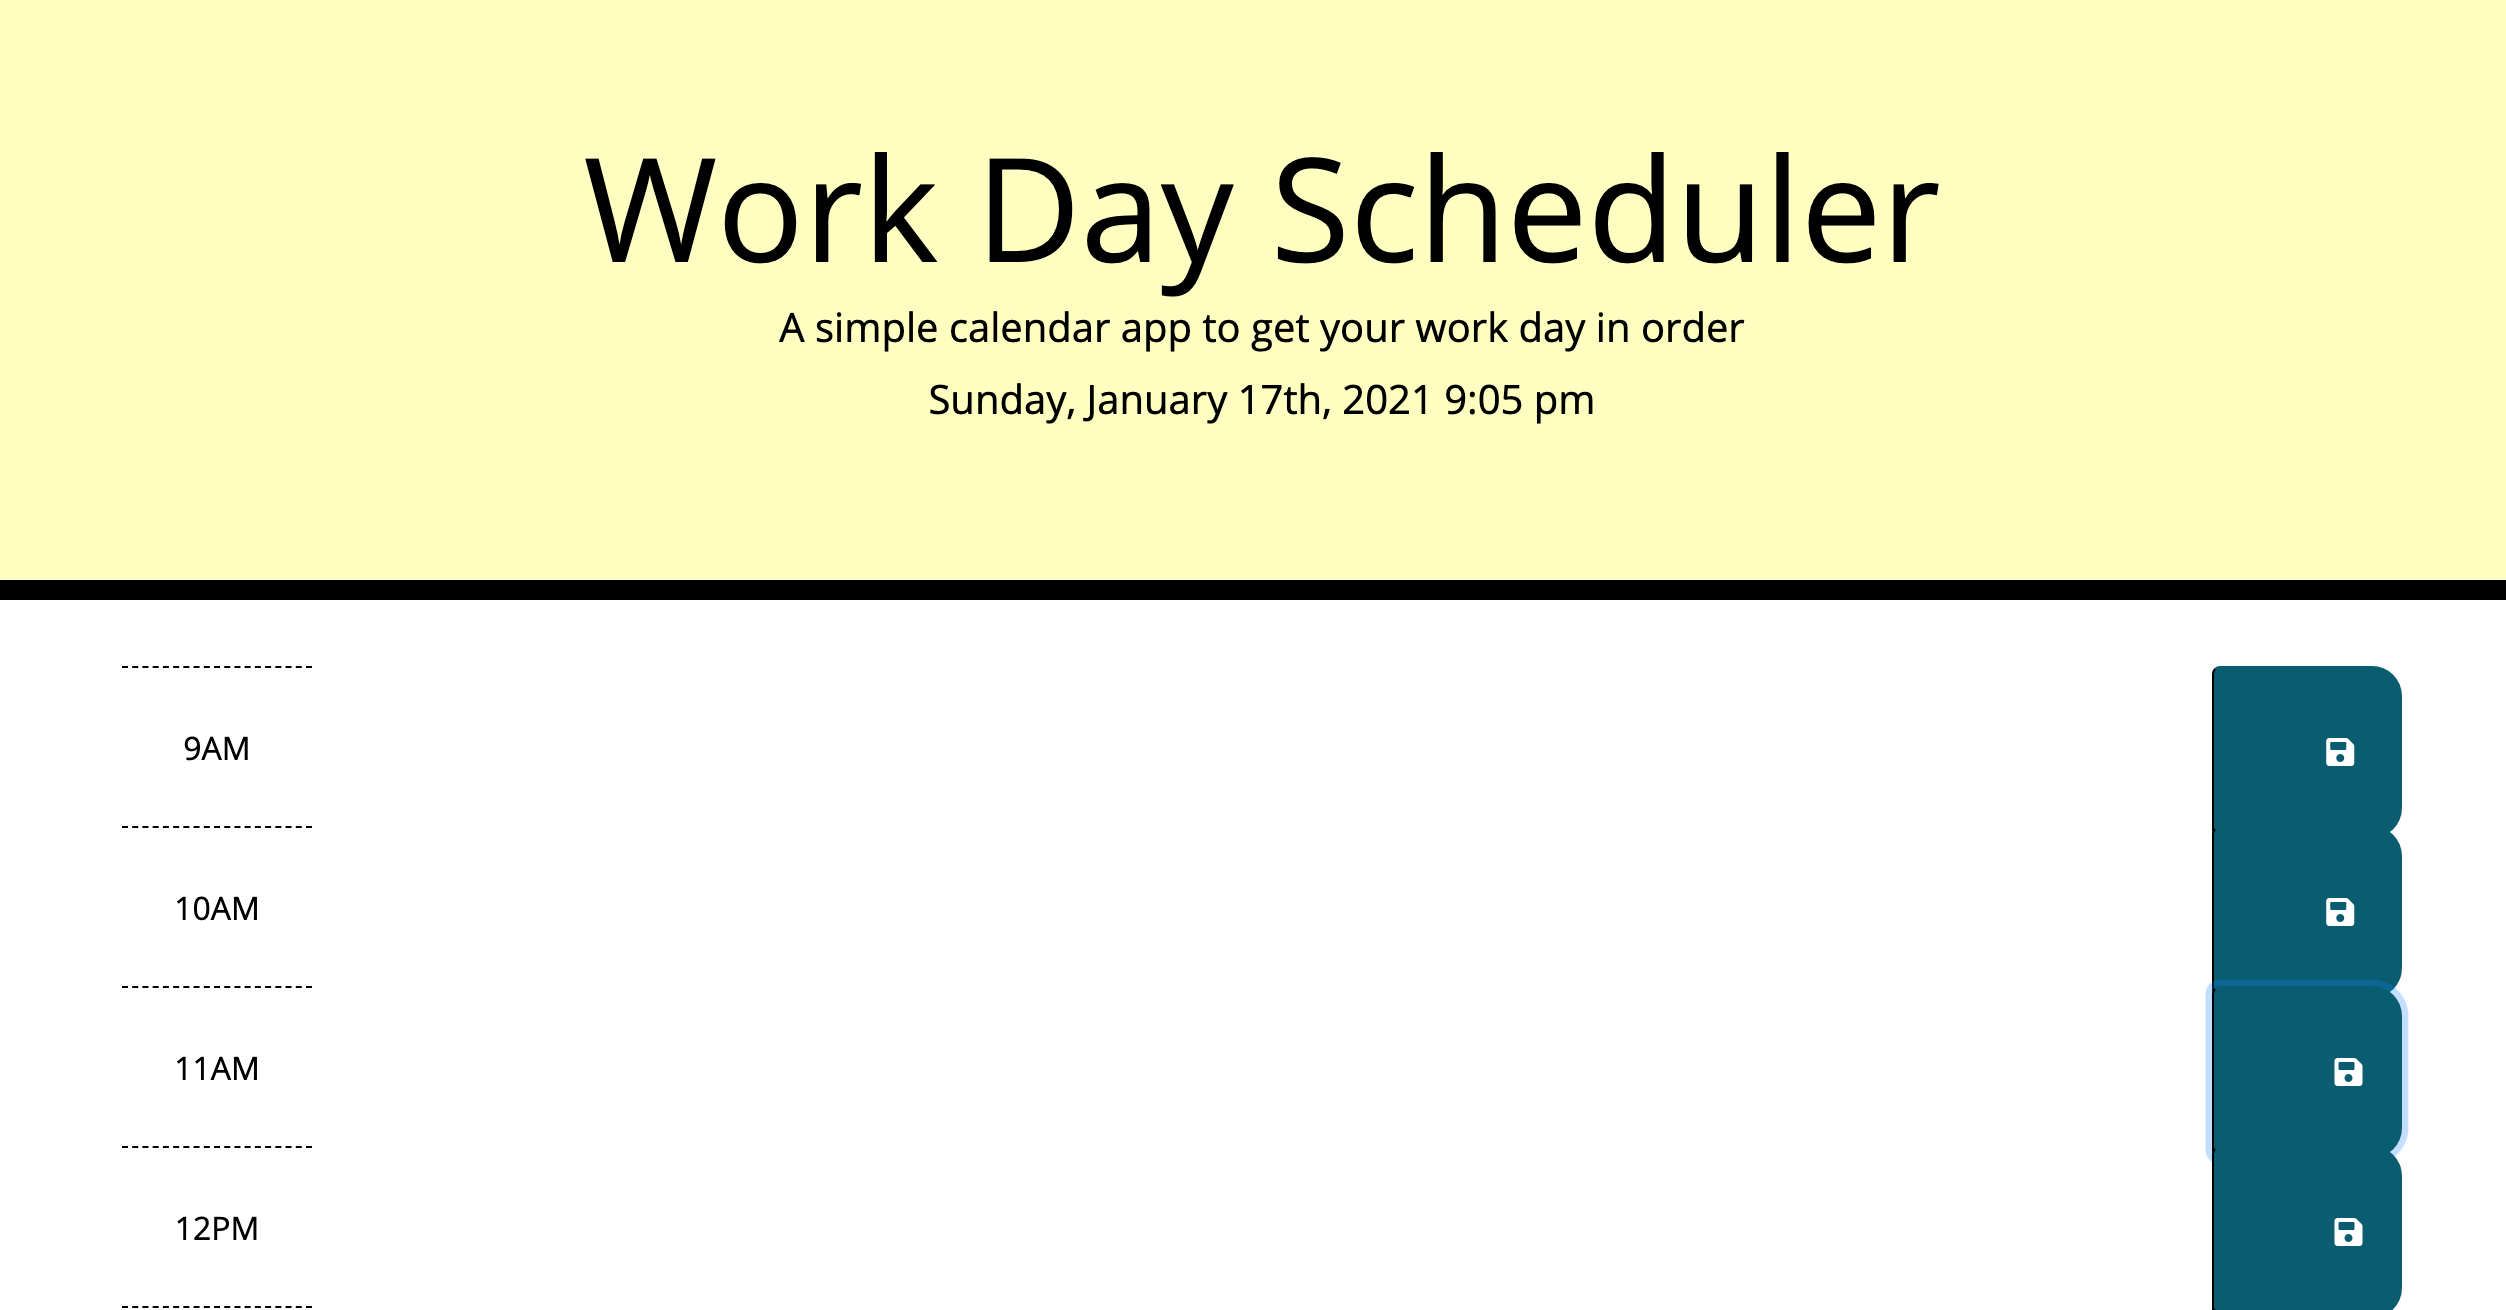 Work Day Scheduler
A simple calendar app to get your work day in order
Sunday, January 17th, 2021 9:05 pm
9AM
10AM
11AM
12PM